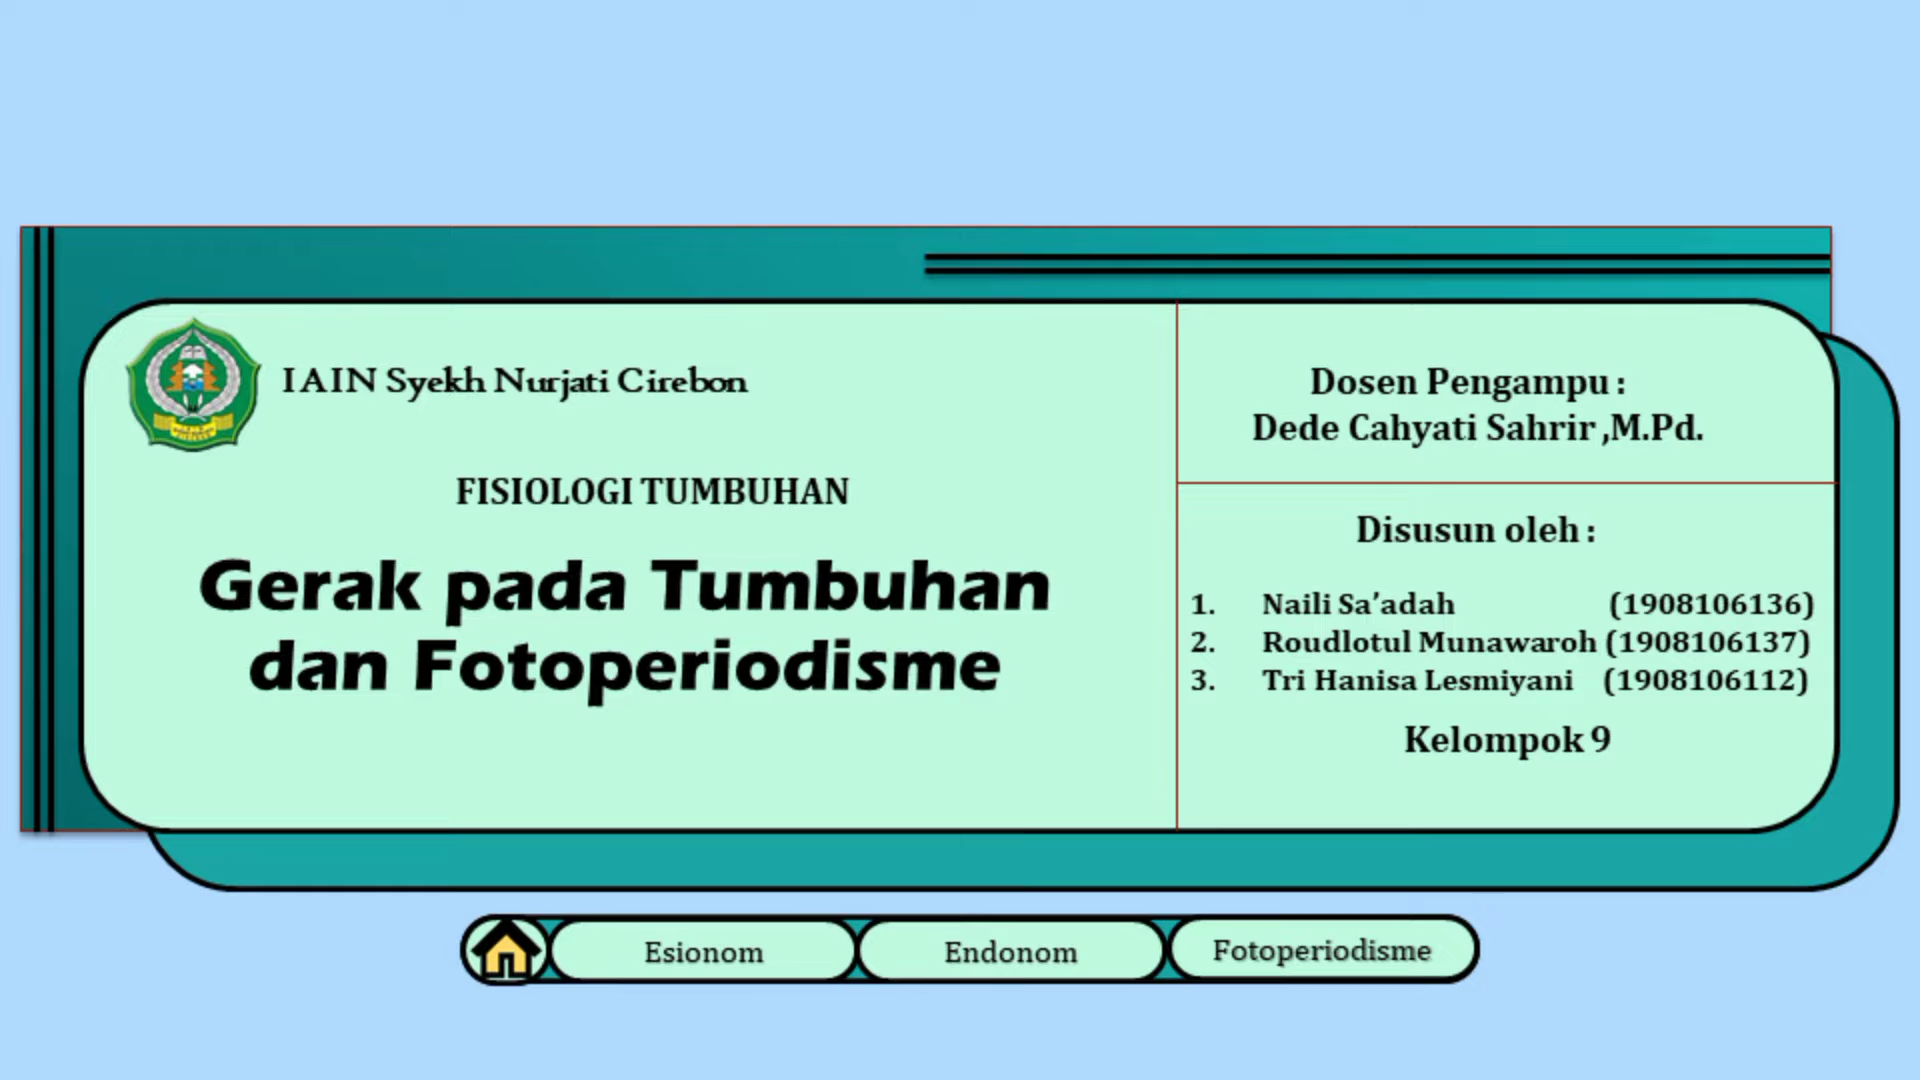 IAIN Syekh Nurjati Cirebon
FISIOLOGI TUMBUHAN
Gerak pada Tumbuhan
dan Fotoperiodisme
Dosen Pengampu :
Dede Cahyati Sahrir ,M.Pd.
Disusun oleh :
1. Naili Sa’adah (1908106136)
2. Roudlotul Munawaroh (1908106137)
3. Tri Hanisa Lesmiyani (1908106112)
Kelompok 9
Esionom
Endonom
Fotoperiodisme